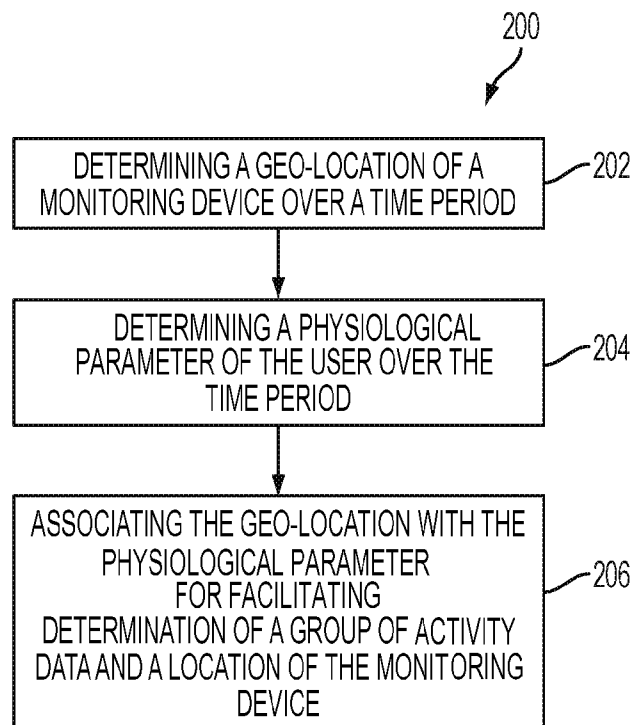 200
DETERMINING A GEO-LOCATION OF A
MONITORING DEVICE OVER A TIME PERIOD
202
DETERMINING A PHYSIOLOGICAL
PARAMETER OF THE USER OVER THE
TIME PERIOD
204
ASSOCIATING THE GEO-LOCATION WITH THE
PHYSIOLOGICAL PARAMETER
FOR FACILITATING
DETERMINATION OF A GROUP OF ACTIVITY
DATA AND A LOCATION OF THE MONITORING
DEVICE
206